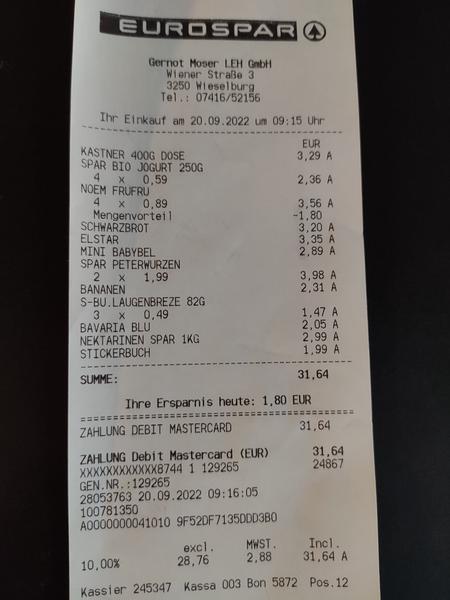 EUROSPAR
Gernot Moser LEH GmbH
Wiener Straße 3
3250 Wieselburg
Tel.: 07416/52156
Ihr Einkauf am 20.09.2022 um 09:15 Uhr
EUR
KASTNER 400G DOSE 3,29 A
SPAR BIO JOGURT 250G
4 x 0,59 2,36 A
NOEM FRUFRU
4 x 0,89 3,56 A
Mengenvorteil -1,80
SCHWARZBROT 3,20 A
ELSTAR 3,35 A
MINI BABYBEL 2,89 A
SPAR PETERWURZEN
2 x 1,99 3,98 A
BANANEN 2,31 A
S-BU.LAUGENBREZE 82G
3 x 0,49 1,47 A
BAVARIA BLU 2,05 A
NEKTARINEN SPAR 1KG 2,99 A
STICKERBUCH 1,99 A
SUMME: 31,64
Ihre Ersparnis heute: 1,80 EUR
ZAHLUNG DEBIT MASTERCARD 31,64
ZAHLUNG Debit Mastercard (EUR) 31,64
XXXXXXXXXXXX8744 1 129265 24867
GEN.NR.:129265
28053763 20.09.2022 09:16:05
100781350
A0000000041010 9F52DF7135DDD3B0
excl. MWST. Incl.
10,00% 28,76 2,88 31,64 A
Kassier 245347 Kassa 003 Bon 5872 Pos.12